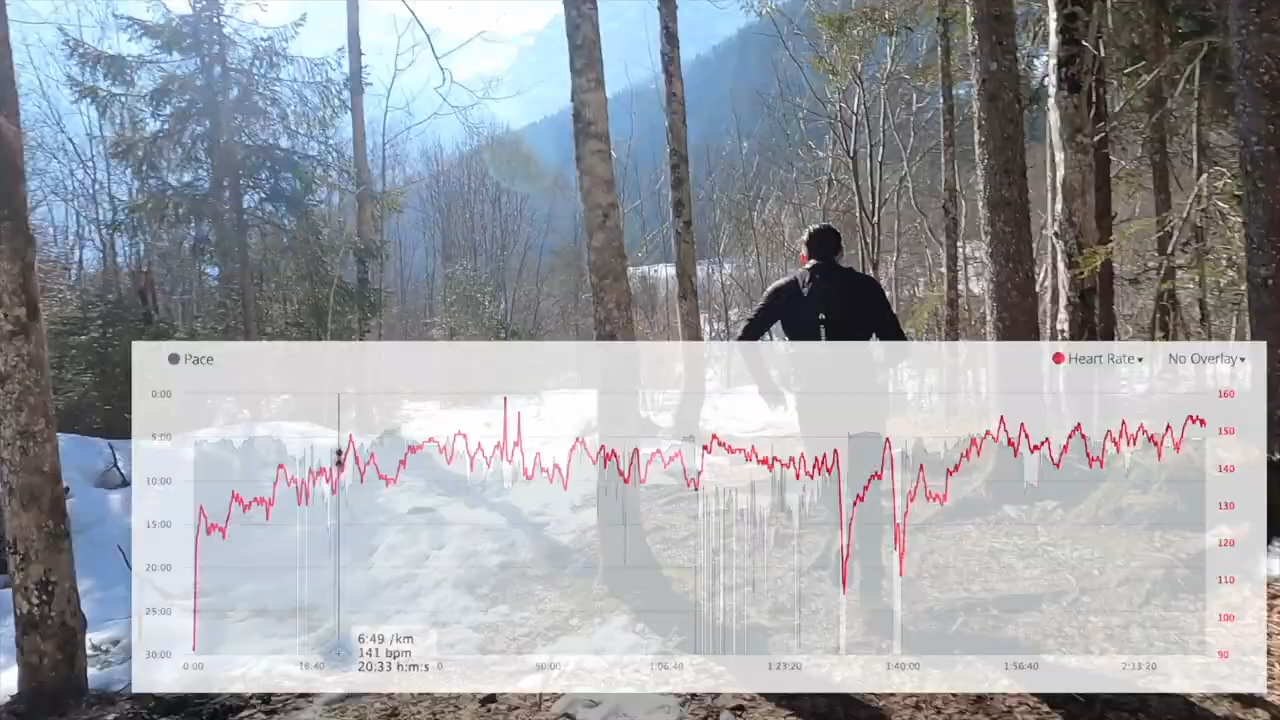 Pace
Heart Rate▾ No Overlay▾
0:00
5:00
10:00
15:00
20:00
25:00
30:00
160
150
140
130
120
110
100
90
6:49 /km
141 bpm
20:33 h:m:s
0:00 16:40 0 50:00 1:06:40 1:23:20 1:40:00 1:56:40 2:13:20